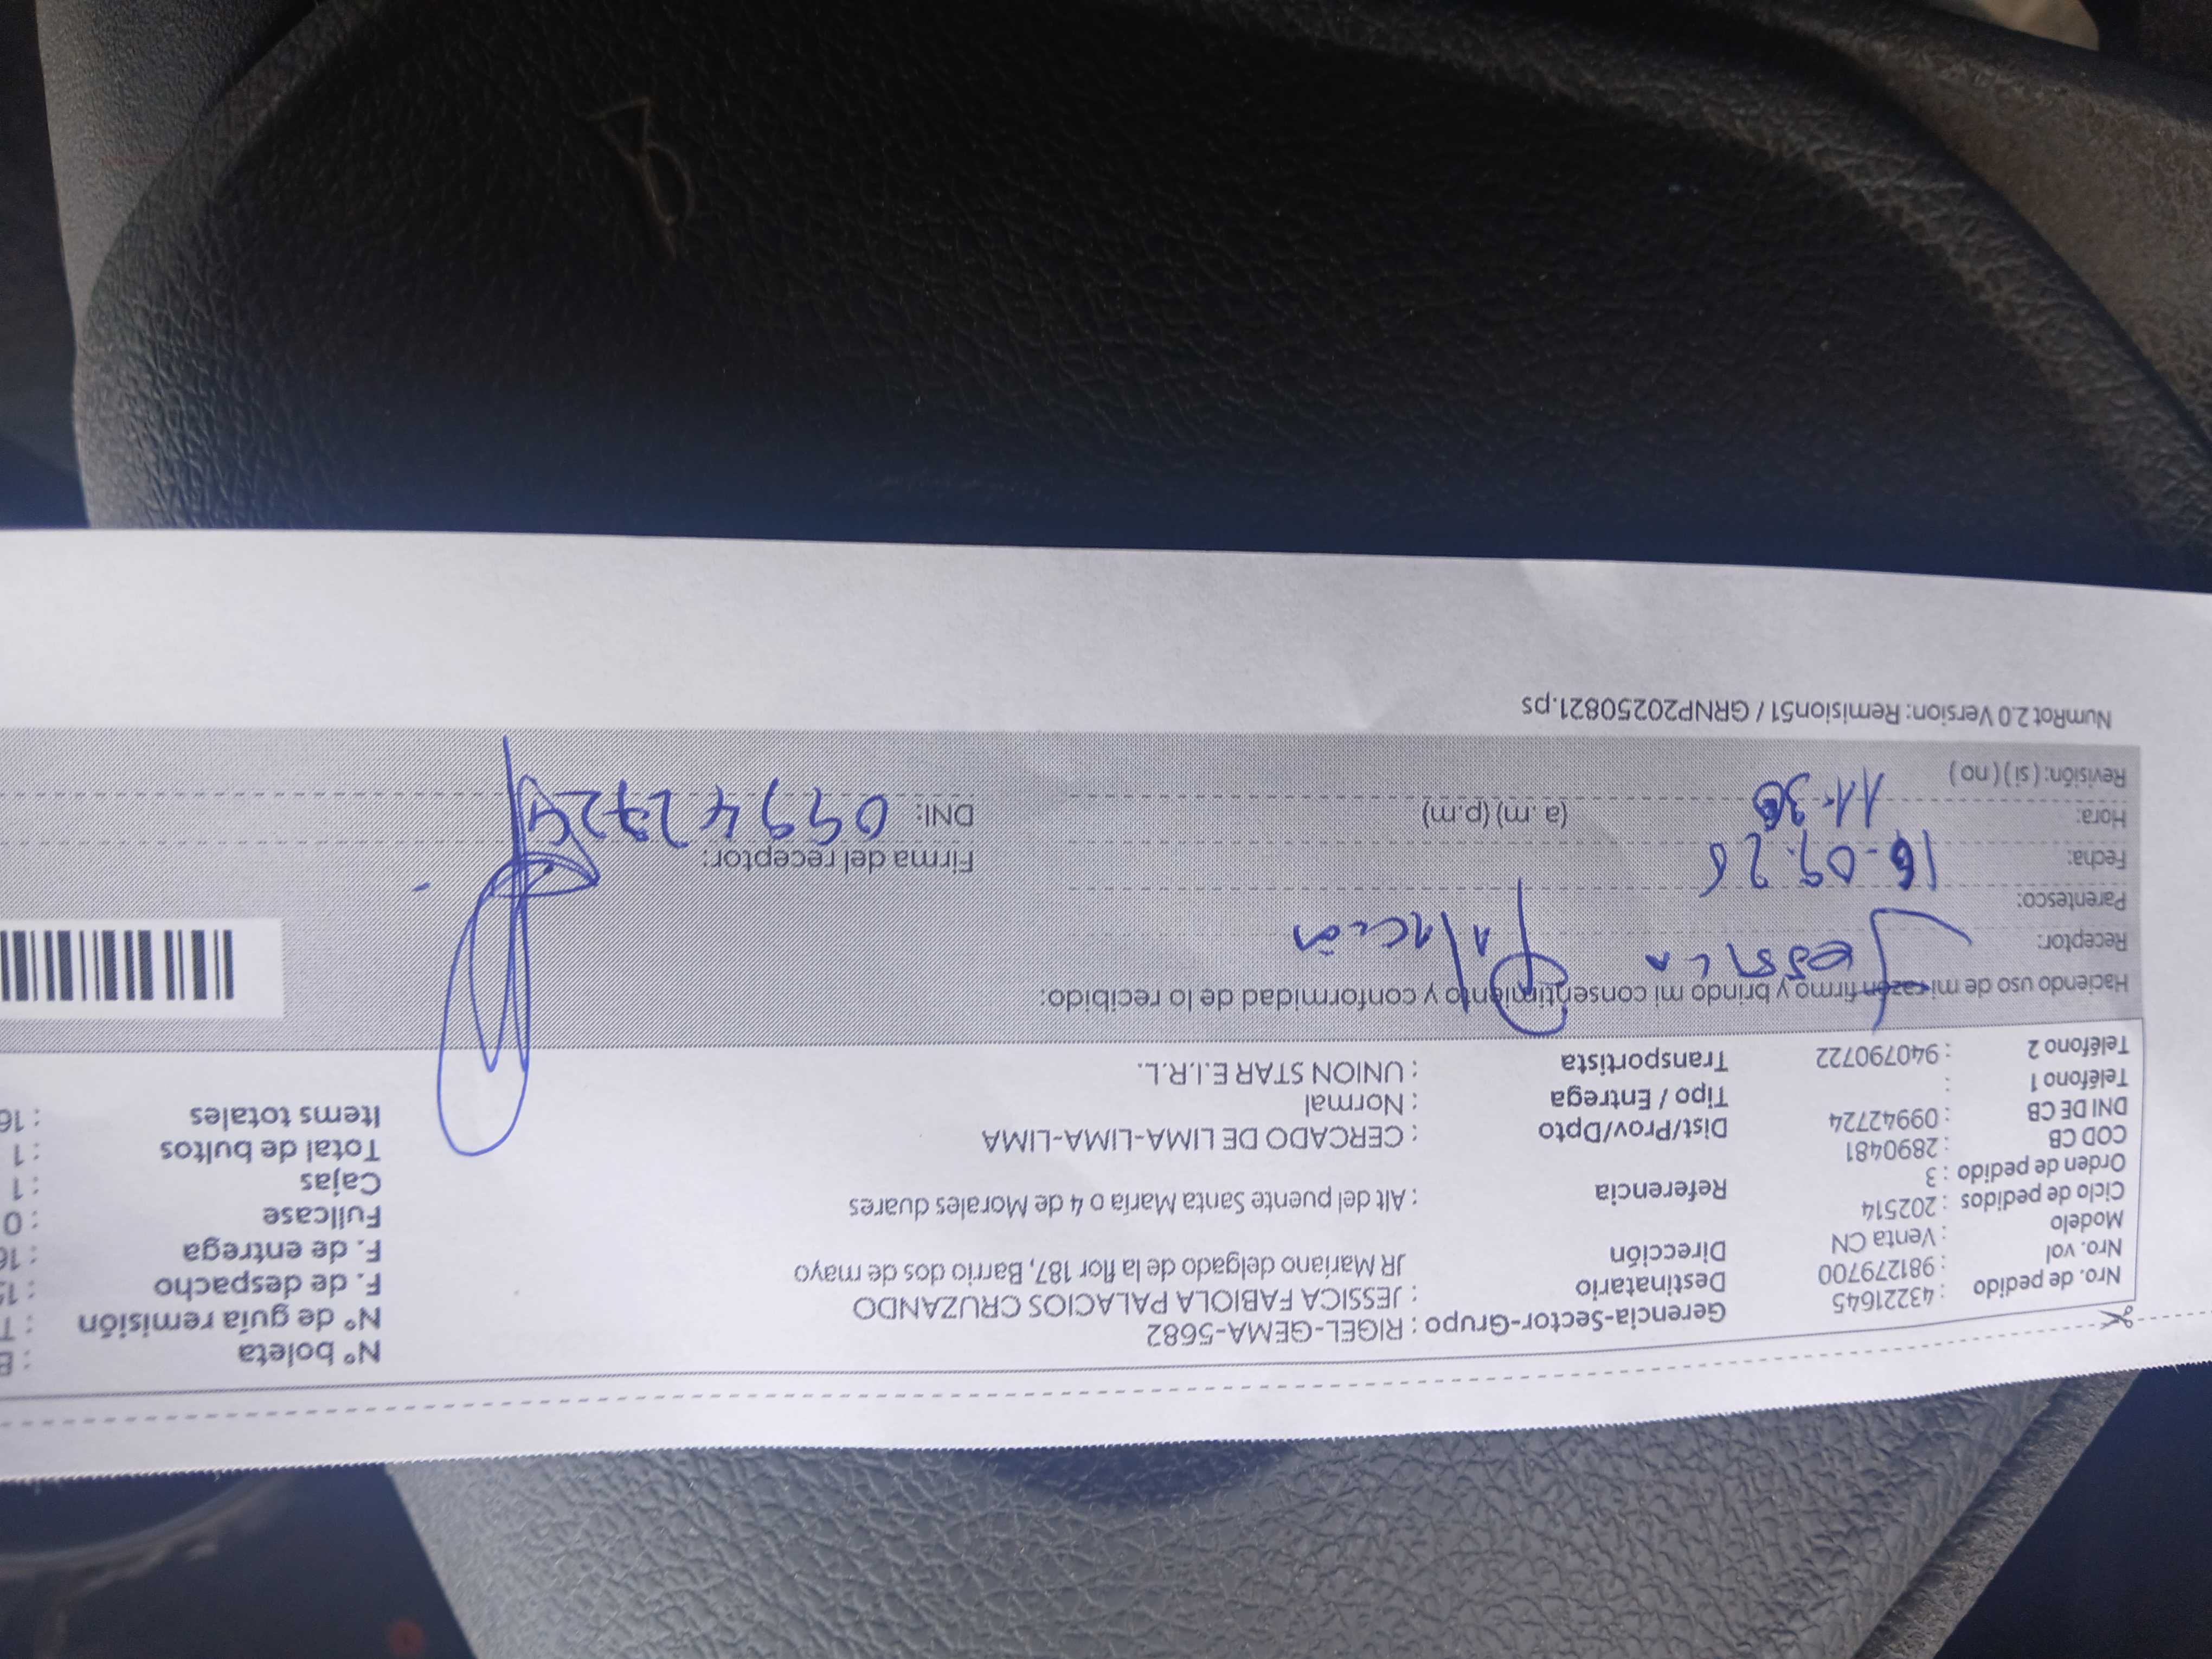 Nro. de pedido : 43221645
Nro. vol : 981279700
Modelo : Venta CN
Ciclo de pedidos : 202514
Orden de pedido : 3
COD CB : 2890481
DNI DE CB : 09942724
Teléfono 1 :
Teléfono 2 : 940790722
Gerencia-Sector-Grupo : RIGEL-GEMA-5682
Destinatario : JESSICA FABIOLA PALACIOS CRUZANDO
Dirección JR Mariano delgado de la flor 187, Barrio dos de mayo
Referencia : Alt del puente Santa María o 4 de Morales duares
Dist/Prov/Dpto : CERCADO DE LIMA-LIMA-LIMA
Tipo / Entrega : Normal
Transportista : UNION STAR E.I.R.L.
N° boleta :
N° de guía remisión :
F. de despacho :
F. de entrega :
Fullcase : 0
Cajas : 1
Total de bultos : 1
Items totales :
Haciendo uso de mi razón firmo y brindo mi consentimiento y conformidad de lo recibido:
Receptor: Jessica Palacios
Parentesco:
Fecha: 16-09-25
Hora: 11:30 (a.m) (p.m)
Revisión: ( si ) ( no )
Firma del receptor:
DNI: 09942724
NumRot 2.0 Version: Remision51 / GRNP20250821.ps